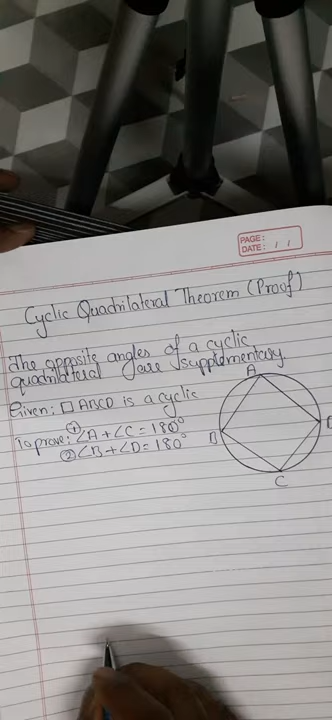 PAGE:
DATE: / /
Cyclic Quadrilateral Theorem (Proof)
The opposite angles of a cyclic
quadrilateral are supplementary.
Given: □ ABCD is a cyclic
To prove: ① ∠A + ∠C = 180°
② ∠B + ∠D = 180°
A
B
C